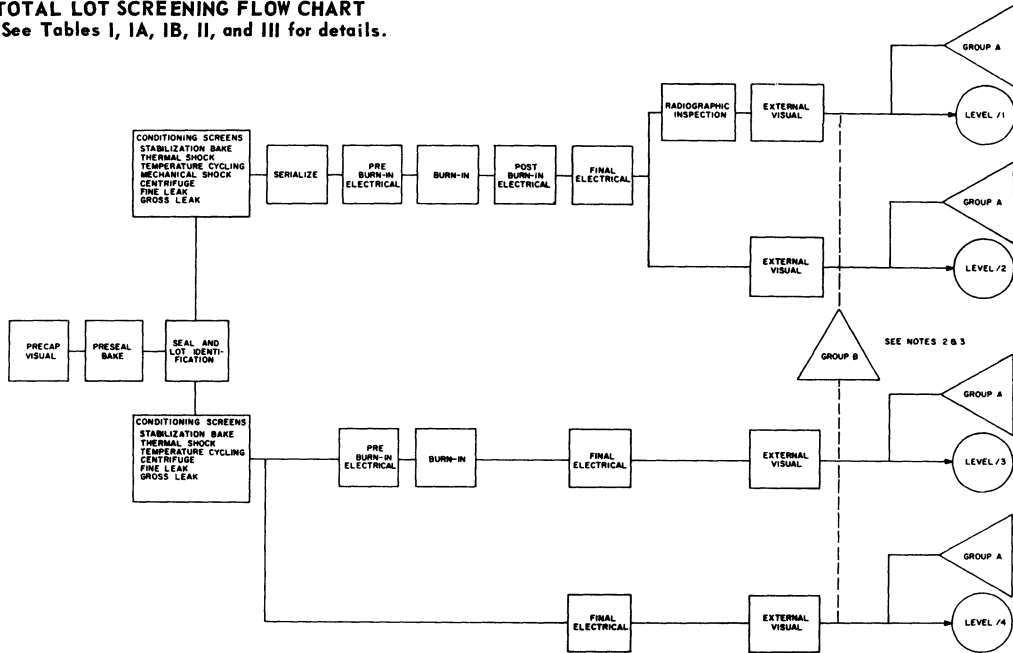 TOTAL LOT SCREENING FLOW CHART
See Tables I, IA, IB, II, and III for details.
GROUP A
RADIOGRAPHIC
INSPECTION
EXTERNAL
VISUAL
LEVEL /1
CONDITIONING SCREENS
STABILIZATION BAKE
THERMAL SHOCK
TEMPERATURE CYCLING
MECHANICAL SHOCK
CENTRIFUGE
FINE LEAK
GROSS LEAK
SERIALIZE
PRE
BURN-IN
ELECTRICAL
BURN-IN
POST
BURN-IN
ELECTRICAL
FINAL
ELECTRICAL
GROUP A
EXTERNAL
VISUAL
LEVEL /2
PRECAP
VISUAL
PRESEAL
BAKE
SEAL AND
LOT IDENTI-
FICATION
GROUP B
SEE NOTES 2 & 3
CONDITIONING SCREENS
STABILIZATION BAKE
THERMAL SHOCK
TEMPERATURE CYCLING
CENTRIFUGE
FINE LEAK
GROSS LEAK
PRE
BURN-IN
ELECTRICAL
BURN-IN
FINAL
ELECTRICAL
EXTERNAL
VISUAL
GROUP A
LEVEL /3
FINAL
ELECTRICAL
EXTERNAL
VISUAL
GROUP A
LEVEL /4